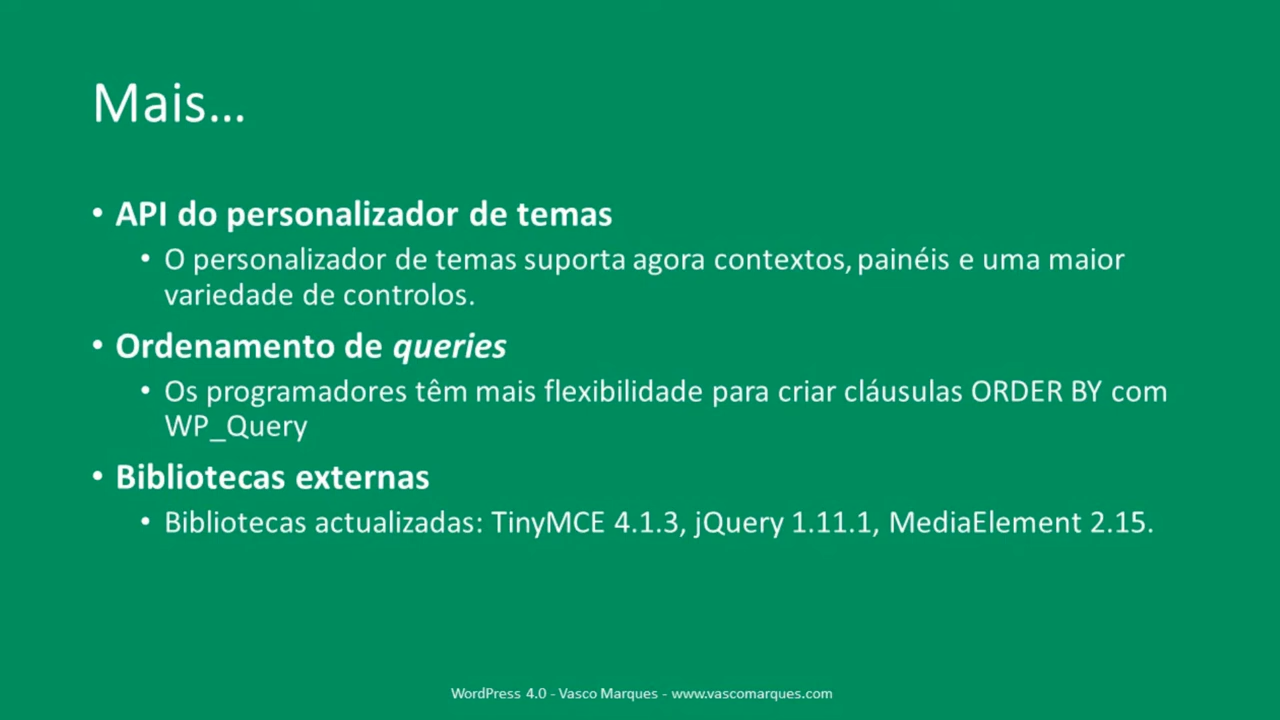 Mais...
• API do personalizador de temas
• O personalizador de temas suporta agora contextos, painéis e uma maior
variedade de controlos.
• Ordenamento de queries
• Os programadores têm mais flexibilidade para criar cláusulas ORDER BY com
WP_Query
• Bibliotecas externas
• Bibliotecas actualizadas: TinyMCE 4.1.3, jQuery 1.11.1, MediaElement 2.15.
WordPress 4.0 - Vasco Marques - www.vascomarques.com